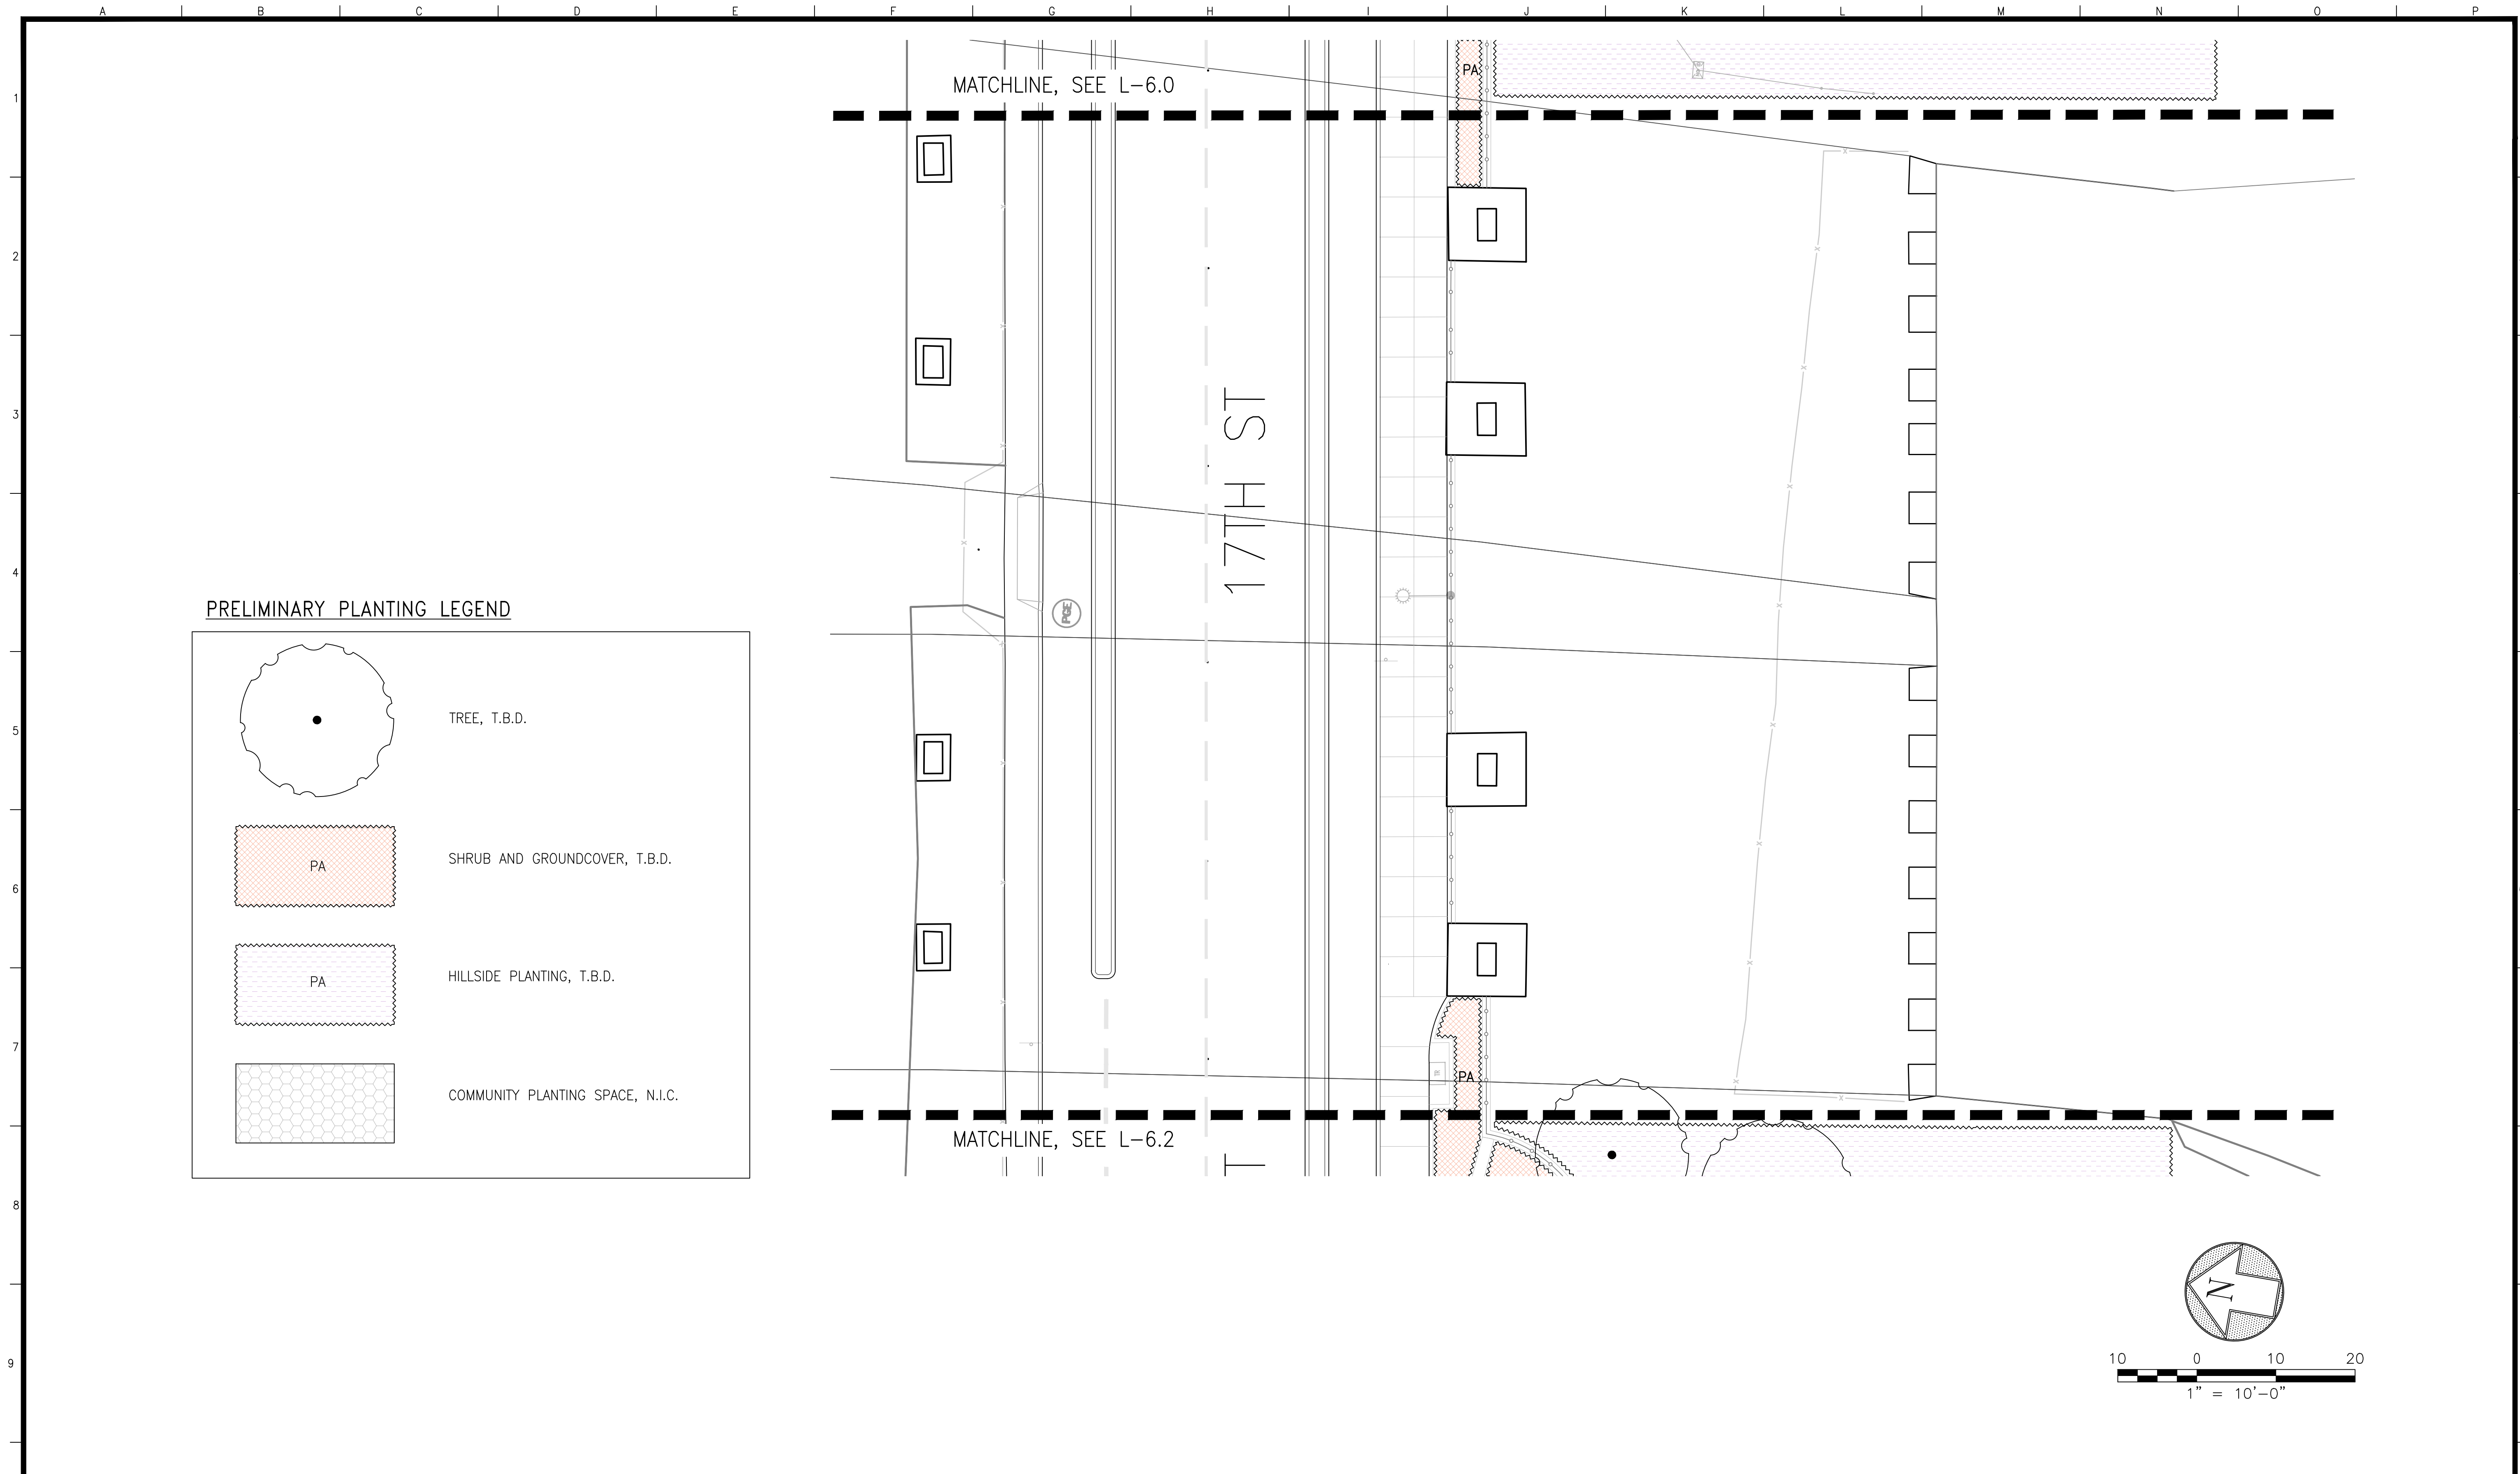 A B C D E F G H I J K L M N O P
1
2
3
4
5
6
7
8
9
PA
MATCHLINE, SEE L-6.0
17TH ST
PGE
PRELIMINARY PLANTING LEGEND
TREE, T.B.D.
PA
SHRUB AND GROUNDCOVER, T.B.D.
PA
HILLSIDE PLANTING, T.B.D.
COMMUNITY PLANTING SPACE, N.I.C.
PA
MATCHLINE, SEE L-6.2
T
N
10 0 10 20
1" = 10'-0"